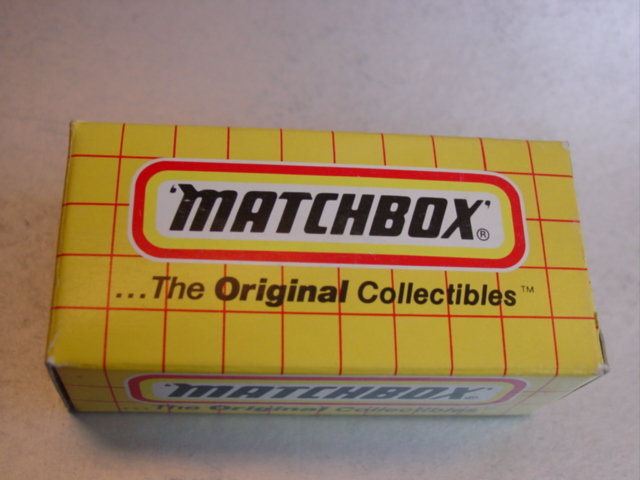 'MATCHBOX'®
...The Original Collectibles™
'MATCHBOX'®
...The Original Collectibles